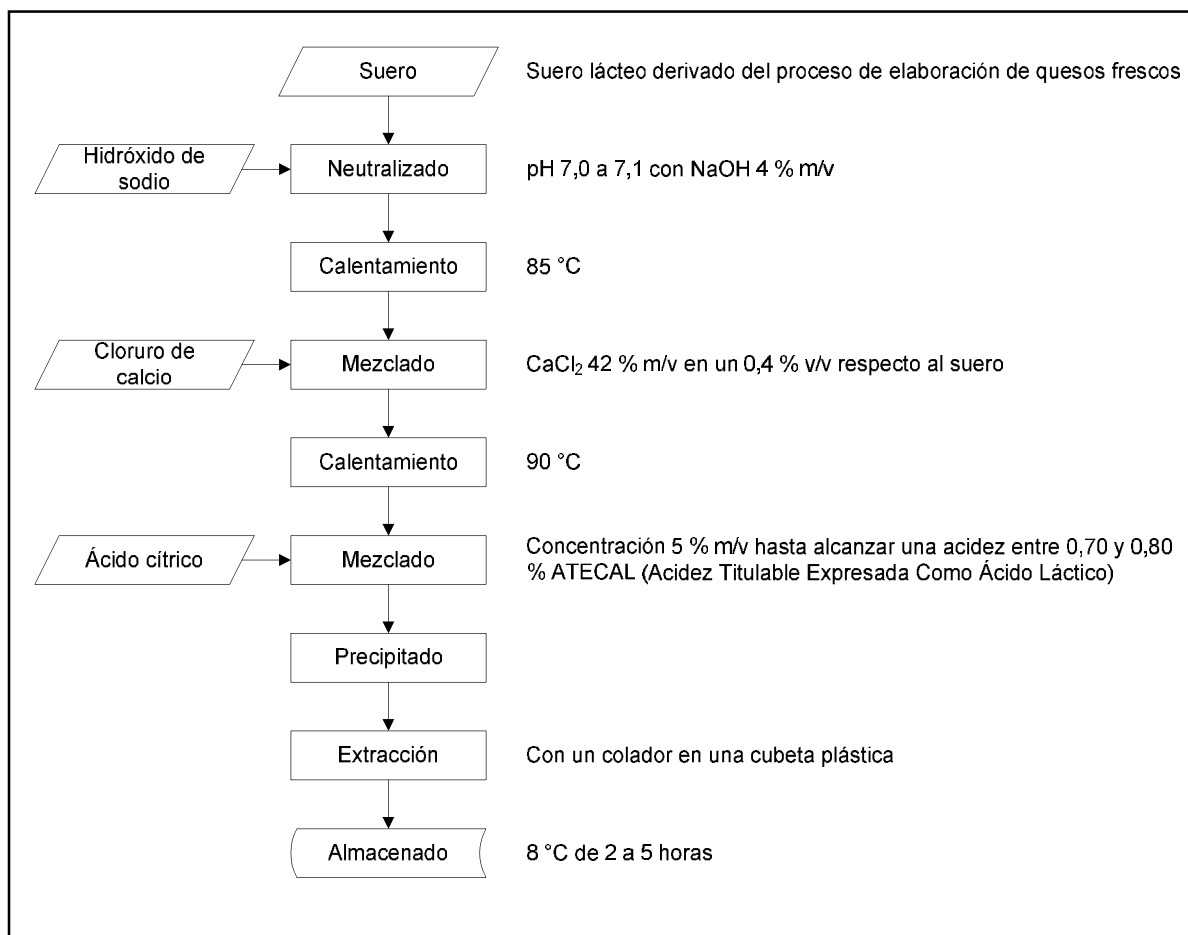 Suero
Suero lácteo derivado del proceso de elaboración de quesos frescos
Hidróxido de
sodio
Neutralizado
pH 7,0 a 7,1 con NaOH 4 % m/v
Calentamiento
85 °C
Cloruro de
calcio
Mezclado
CaCl₂ 42 % m/v en un 0,4 % v/v respecto al suero
Calentamiento
90 °C
Ácido cítrico
Mezclado
Concentración 5 % m/v hasta alcanzar una acidez entre 0,70 y 0,80
% ATECAL (Acidez Titulable Expresada Como Ácido Láctico)
Precipitado
Extracción
Con un colador en una cubeta plástica
Almacenado
8 °C de 2 a 5 horas